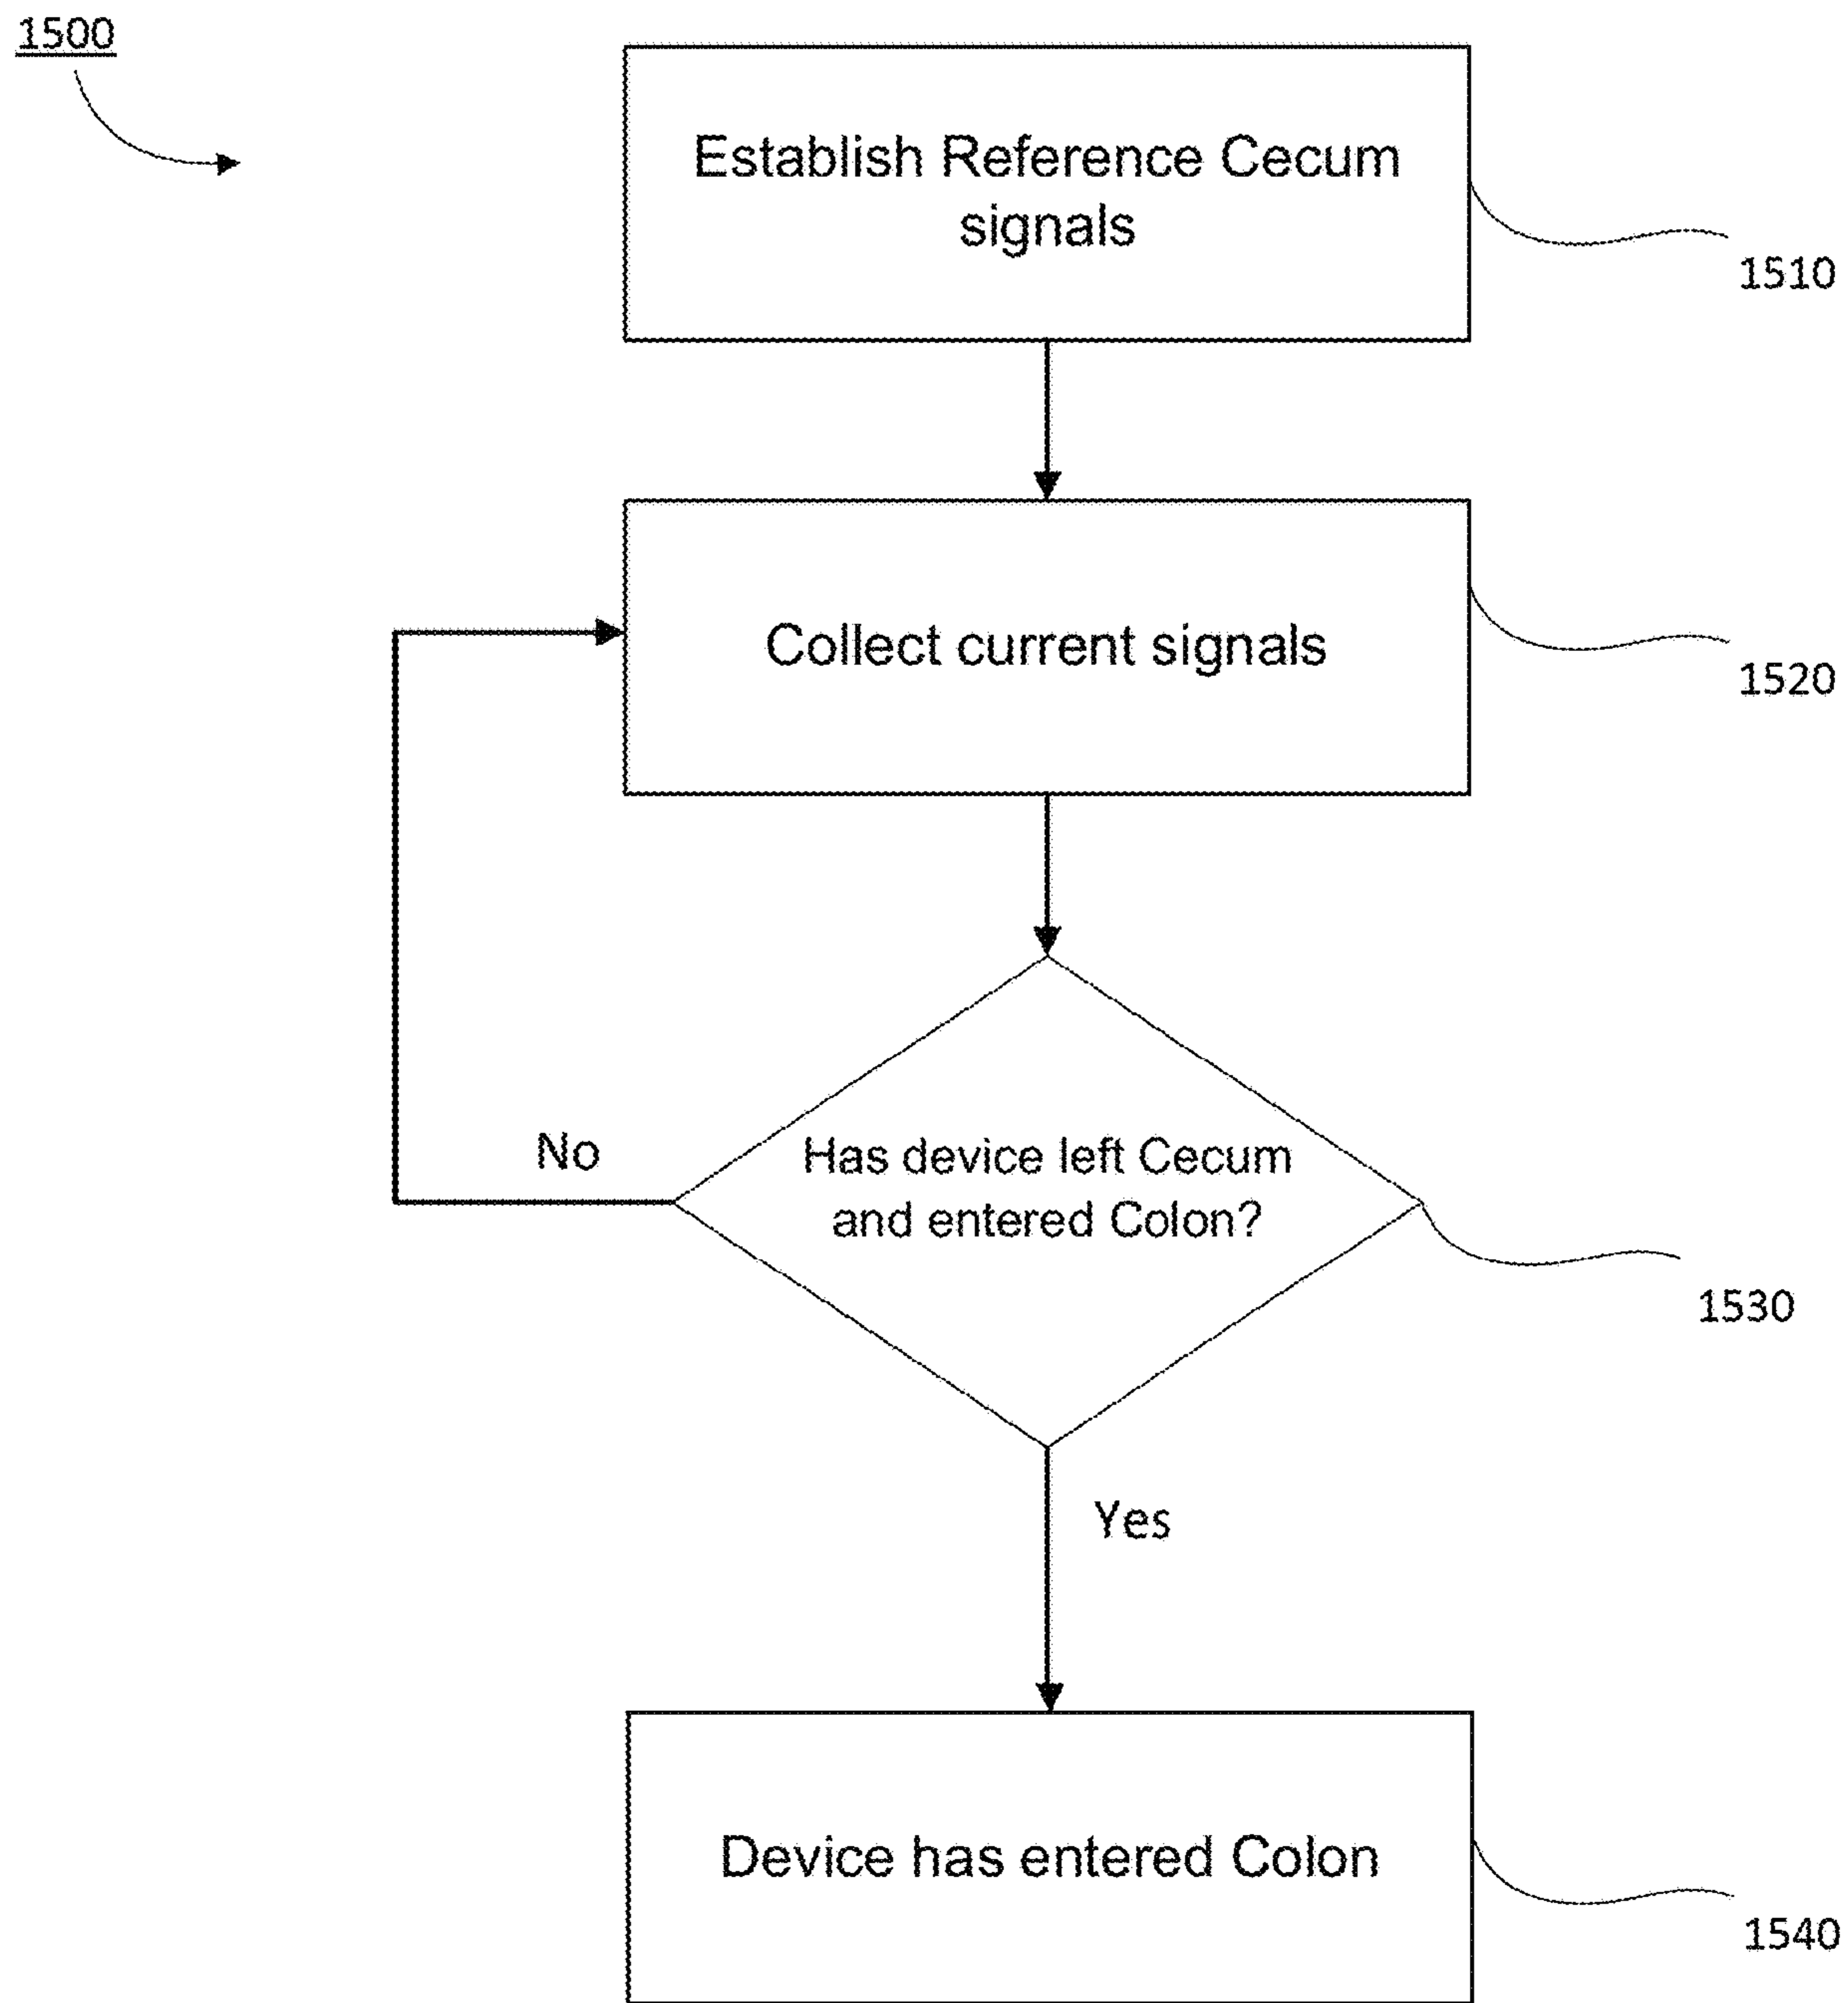 1500
Establish Reference Cecum
signals
1510
Collect current signals
1520
Has device left Cecum
and entered Colon?
No
1530
Yes
Device has entered Colon
1540